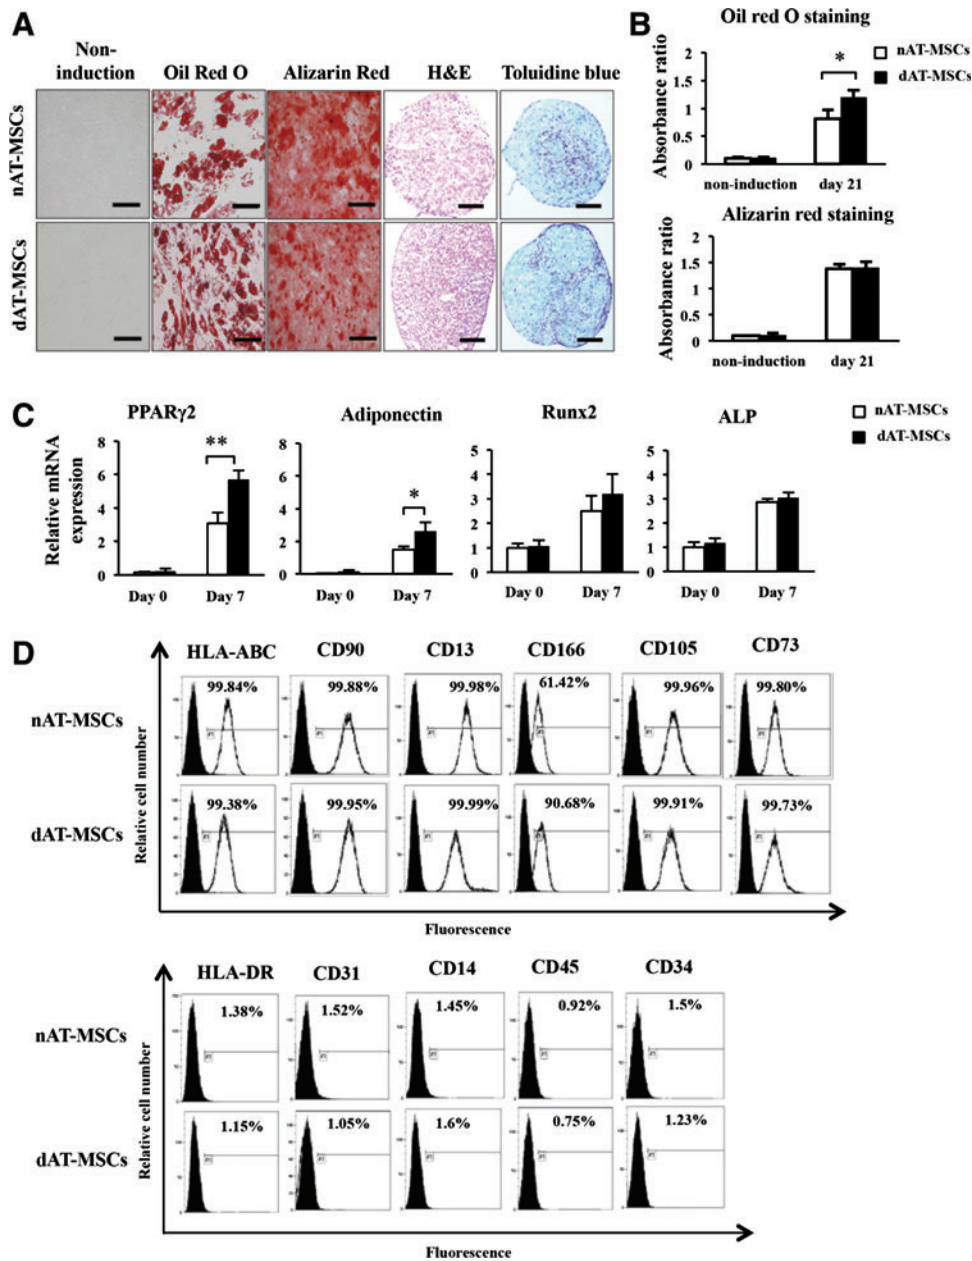 A
Non-
induction
Oil Red O
Alizarin Red
H&E
Toluidine blue
nAT-MSCs
dAT-MSCs
B
Oil red O staining
nAT-MSCs
dAT-MSCs
Absorbance ratio
2
1.5
1
0.5
0
*
non-induction
day 21
Alizarin red staining
Absorbance ratio
2
1.5
1
0.5
0
non-induction
day 21
C
PPARγ2
Adiponectin
Runx2
ALP
nAT-MSCs
dAT-MSCs
Relative mRNA
expression
8
6
4
2
0
**
Day 0
Day 7
8
6
4
2
0
*
Day 0
Day 7
5
4
3
2
1
0
Day 0
Day 7
5
4
3
2
1
0
Day 0
Day 7
D
HLA-ABC
CD90
CD13
CD166
CD105
CD73
nAT-MSCs
99.84%
99.88%
99.98%
61.42%
99.96%
99.80%
dAT-MSCs
99.38%
99.95%
99.99%
90.68%
99.91%
99.73%
Relative cell number
Fluorescence
HLA-DR
CD31
CD14
CD45
CD34
nAT-MSCs
1.38%
1.52%
1.45%
0.92%
1.5%
dAT-MSCs
1.15%
1.05%
1.6%
0.75%
1.23%
Relative cell number
Fluorescence